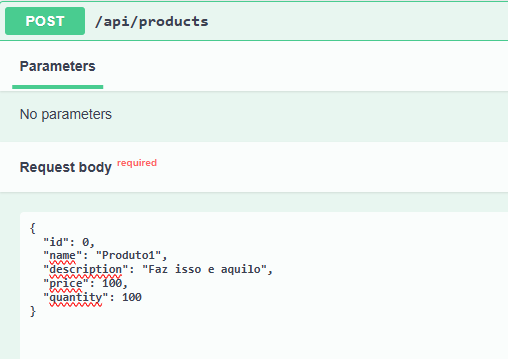 POST /api/products
Parameters
No parameters
Request body required
{
"id": 0,
"name": "Produto1",
"description": "Faz isso e aquilo",
"price": 100,
"quantity": 100
}